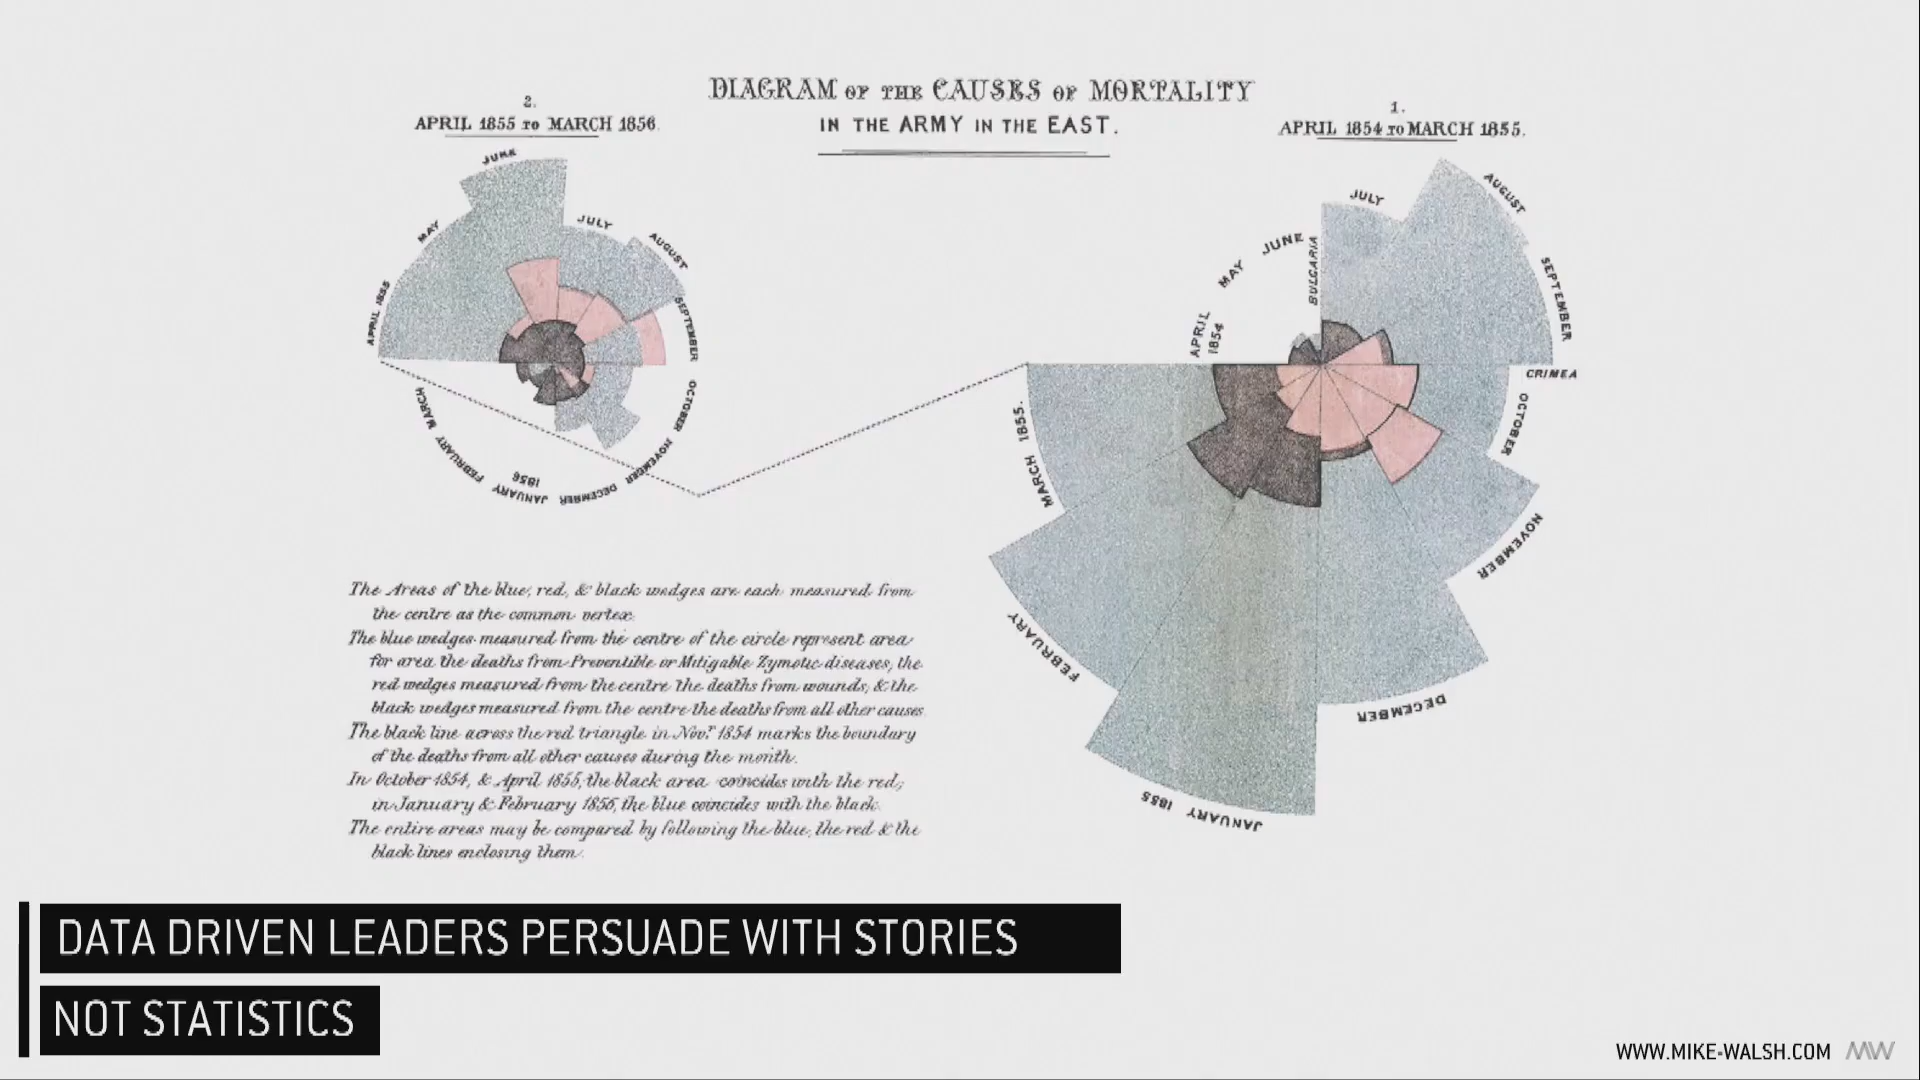 DIAGRAM OF THE CAUSES OF MORTALITY
IN THE ARMY IN THE EAST.
2.
APRIL 1855 TO MARCH 1856.
JUNE
JULY
MAY
AUGUST
APRIL 1855
SEPTEMBER
OCTOBER
MARCH
NOVEMBER
FEBRUARY
DECEMBER
JANUARY
1856
1.
APRIL 1854 TO MARCH 1855.
JULY
AUGUST
JUNE
BULGARIA
MAY
SEPTEMBER
APRIL
1854
CRIMEA
OCTOBER
MARCH 1855.
NOVEMBER
FEBRUARY
DECEMBER
JANUARY 1855
The Areas of the blue, red, & black wedges are each measured from
the centre as the common vertex.
The blue wedges measured from the centre of the circle represent area
for area the deaths from Preventible or Mitigable Zymotic diseases, the
red wedges measured from the centre the deaths from wounds, & the
black wedges measured from the centre the deaths from all other causes.
The black line across the red triangle in Nov.r 1854 marks the boundary
of the deaths from all other causes during the month.
In October 1854, & April 1855, the black area coincides with the red;
in January & February 1856, the blue coincides with the black.
The entire areas may be compared by following the blue, the red & the
black lines enclosing them.
DATA DRIVEN LEADERS PERSUADE WITH STORIES
NOT STATISTICS
WWW.MIKE-WALSH.COM MW